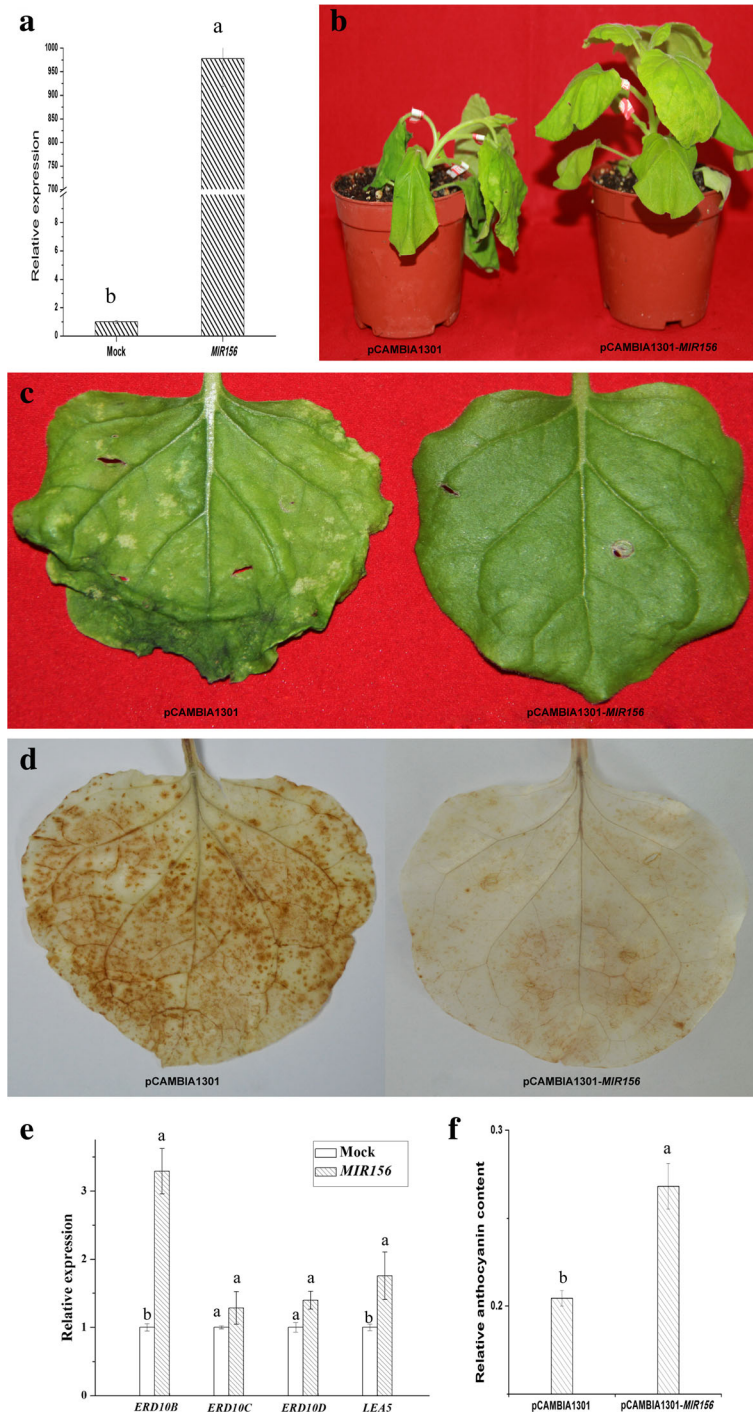 a
a
b
Relative expression
1000
950
900
850
800
750
700
8
6
4
2
0
Mock
MIR156
b
pCAMBIA1301
pCAMBIA1301-MIR156
c
pCAMBIA1301
pCAMBIA1301-MIR156
d
pCAMBIA1301
pCAMBIA1301-MIR156
e
Mock
MIR156
Relative expression
3
2
1
0
a
b
a
a
a
a
b
a
ERD10B
ERD10C
ERD10D
LEA5
f
Relative anthocyanin content
0.3
0.2
b
a
pCAMBIA1301
pCAMBIA1301-MIR156